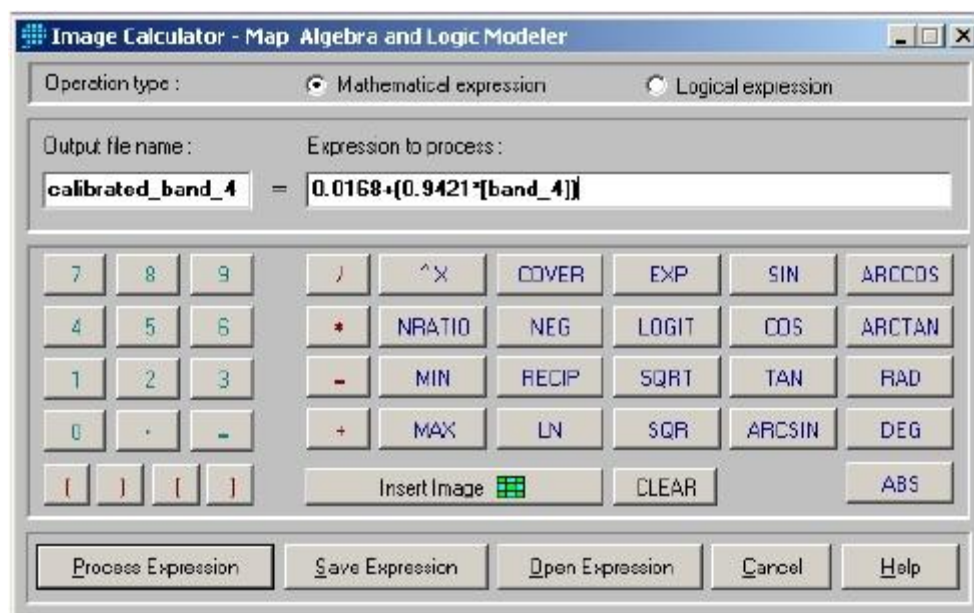 Image Calculator - Map Algebra and Logic Modeler
Operation type : Mathematical expression Logical expression
Output file name : Expression to process :
calibrated_band_4 = 0.0168+(0.9421*[band_4])
7 8 9 / ^X COVER EXP SIN ARCCOS
4 5 6 * NRATIO NEG LOGIT COS ARCTAN
1 2 3 - MIN RECIP SQRT TAN RAD
0 . - + MAX LN SQR ARCSIN DEG
( ) [ ] Insert Image CLEAR ABS
Process Expression Save Expression Open Expression Cancel Help